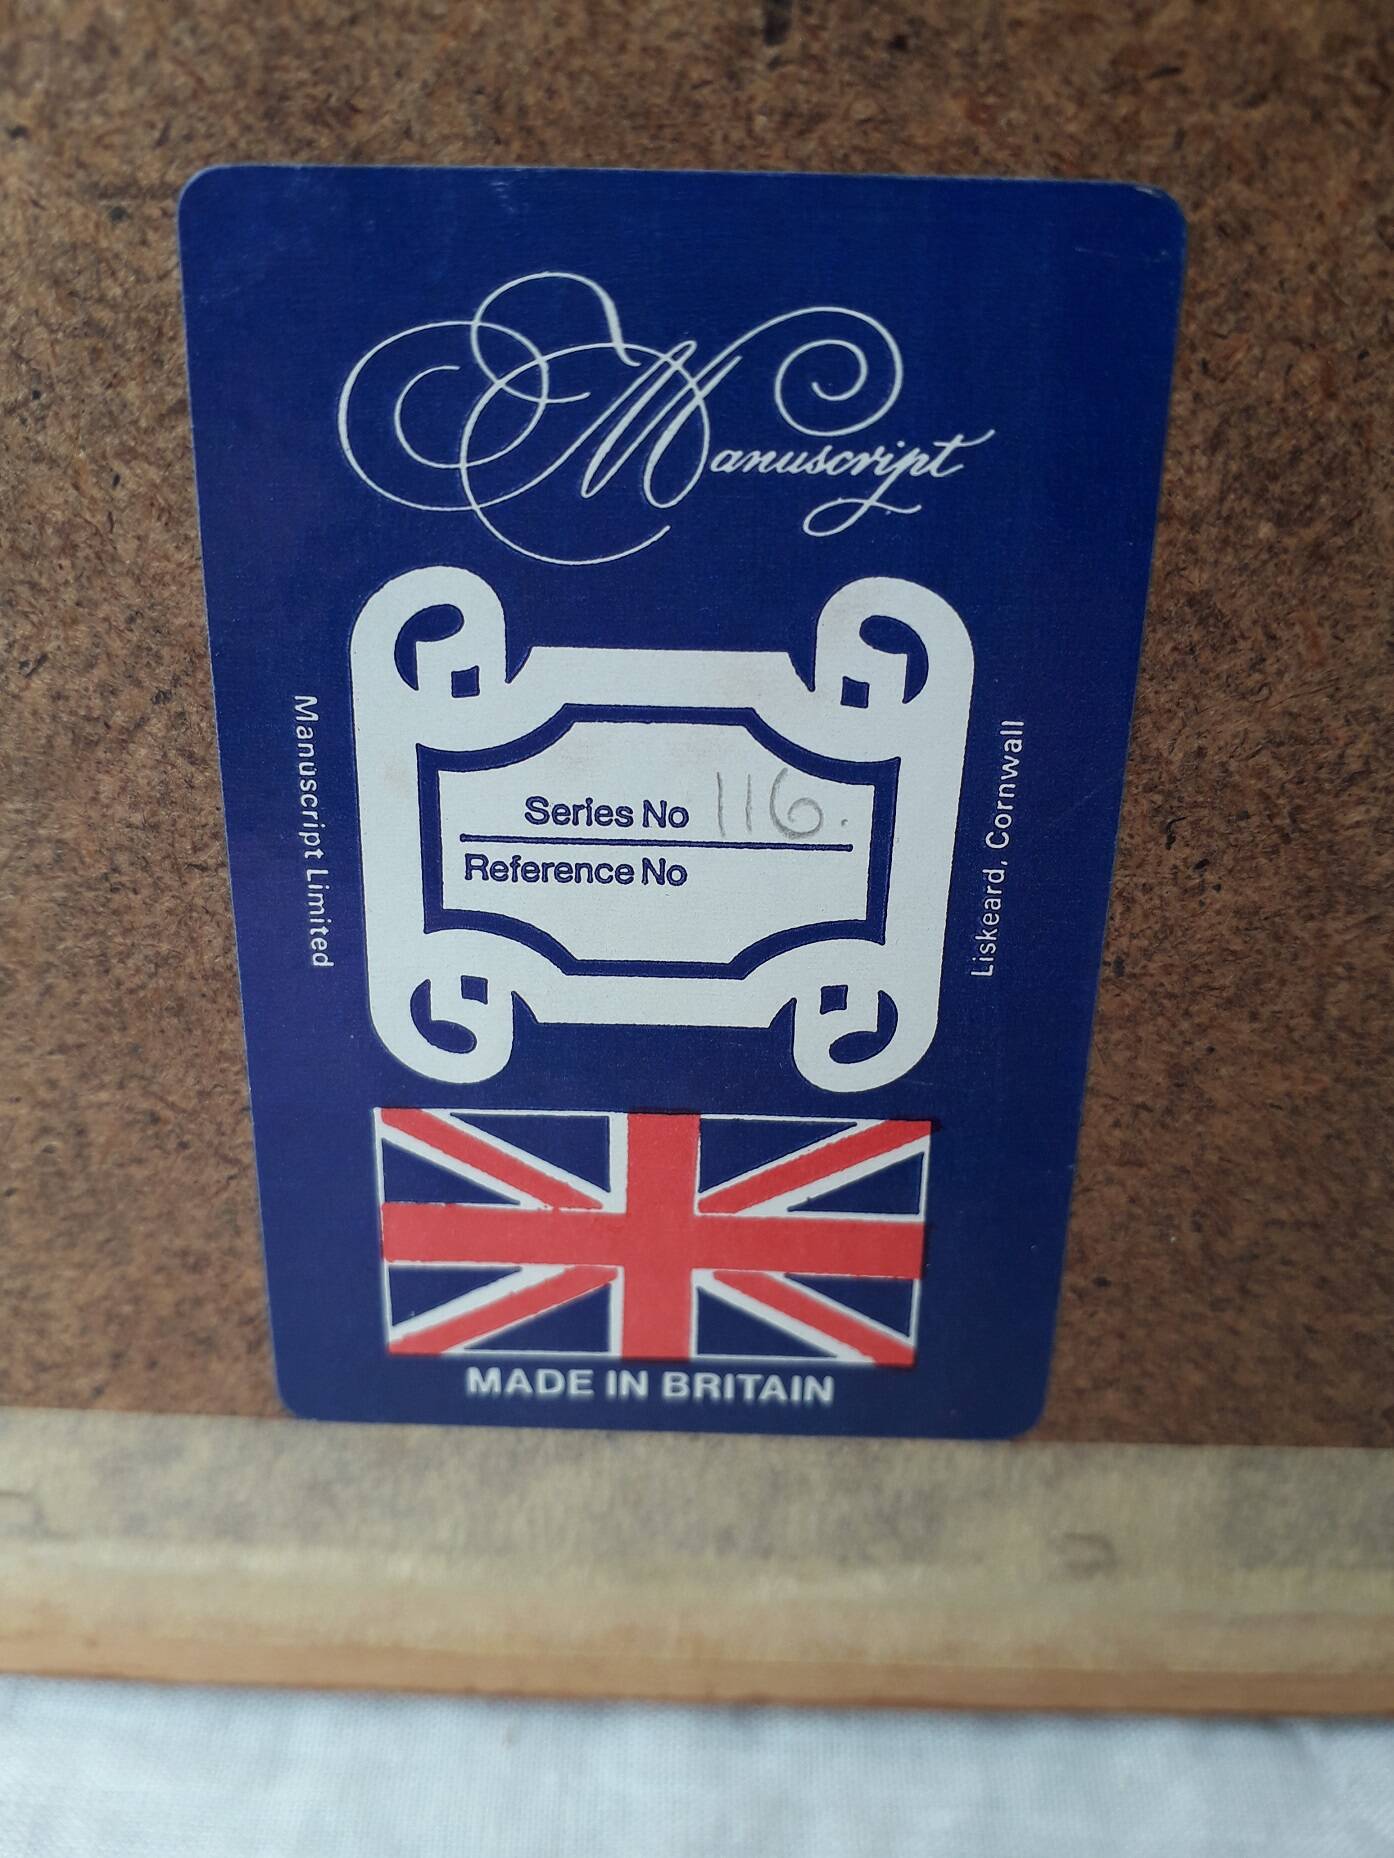 Manuscript
Manuscript Limited
Series No 116.
Reference No
Liskeard, Cornwall
MADE IN BRITAIN